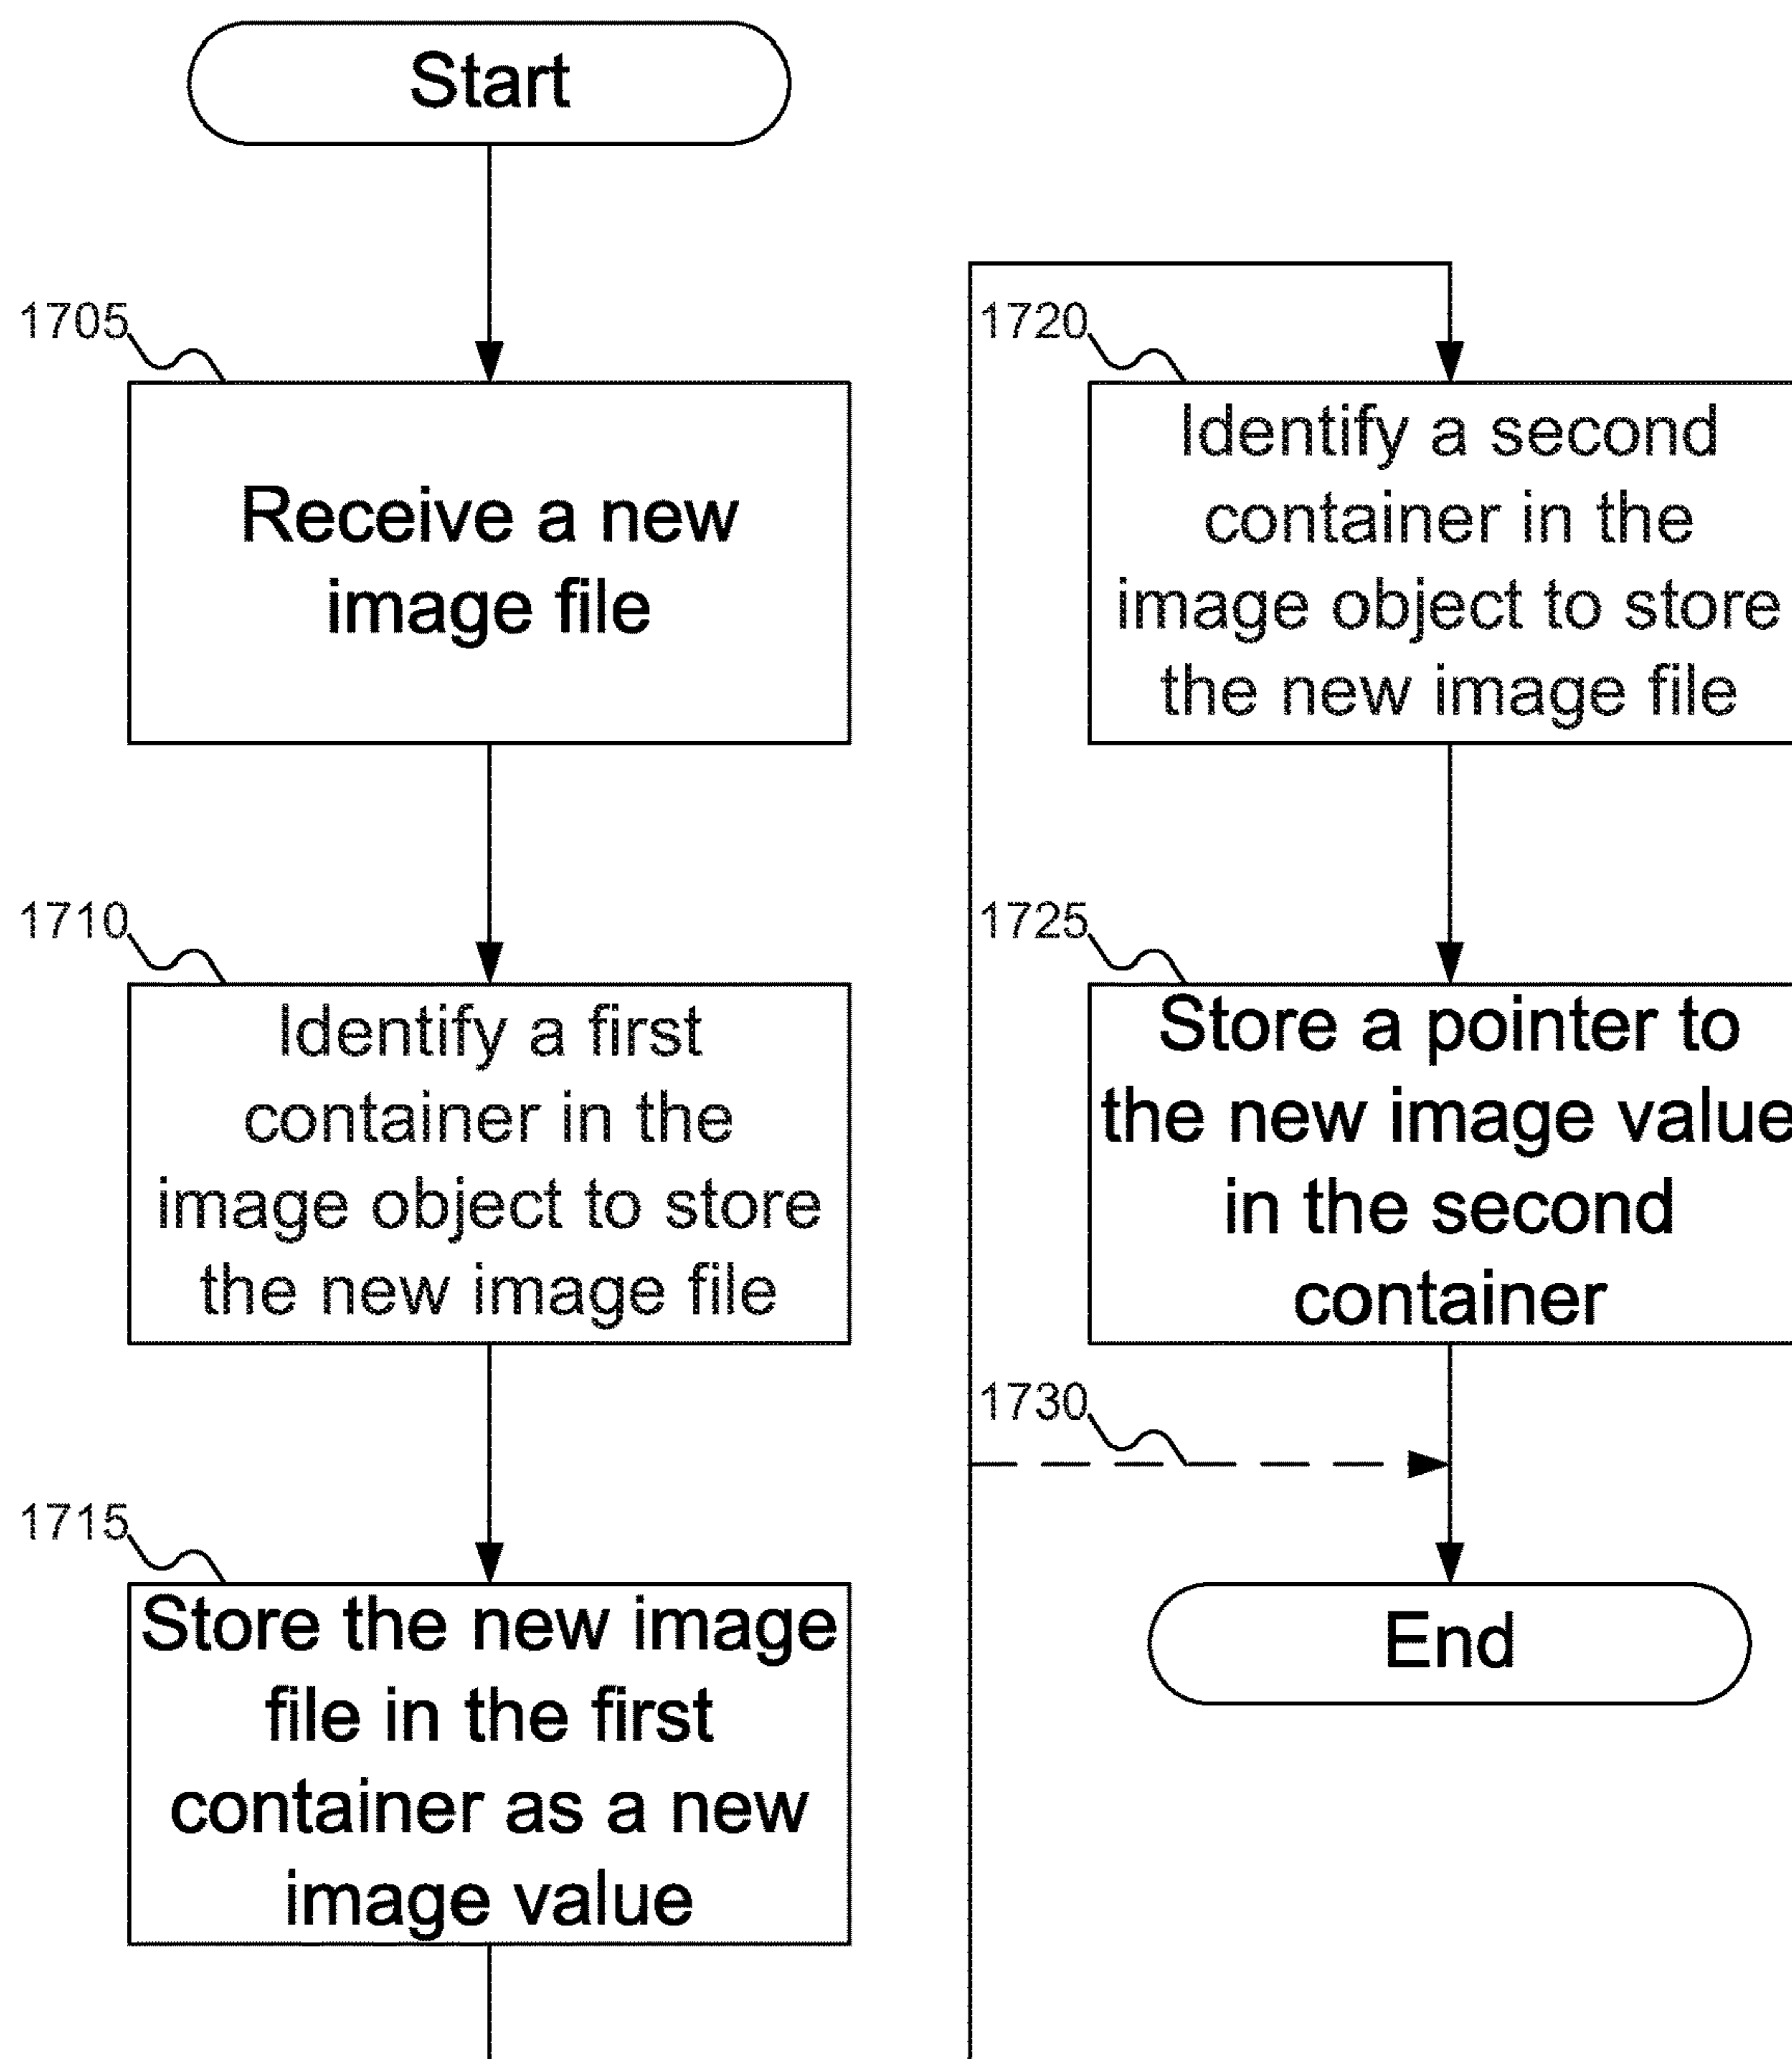 Start
1705
Receive a new
image file
1710
Identify a first
container in the
image object to store
the new image file
1715
Store the new image
file in the first
container as a new
image value
1720
Identify a second
container in the
image object to store
the new image file
1725
Store a pointer to
the new image value
in the second
container
1730
End